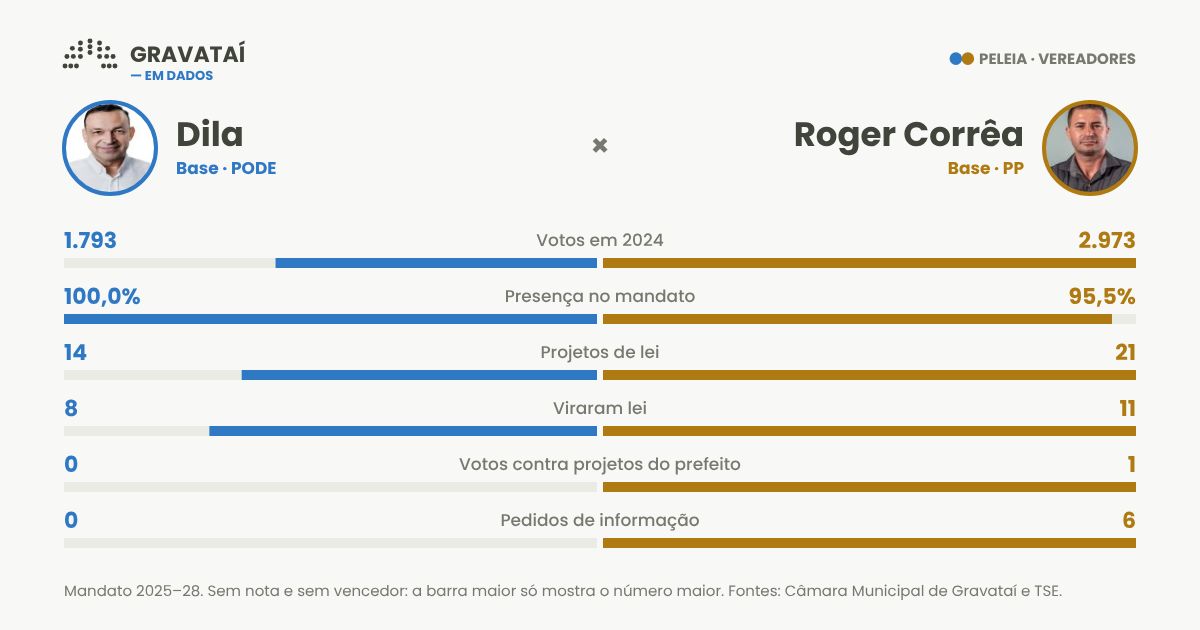 GRAVATAÍ
— EM DADOS
PELEIA · VEREADORES
Dila
Base · PODE
×
Roger Corrêa
Base · PP
1.793 Votos em 2024 2.973
100,0% Presença no mandato 95,5%
14 Projetos de lei 21
8 Viraram lei 11
0 Votos contra projetos do prefeito 1
0 Pedidos de informação 6
Mandato 2025–28. Sem nota e sem vencedor: a barra maior só mostra o número maior. Fontes: Câmara Municipal de Gravataí e TSE.